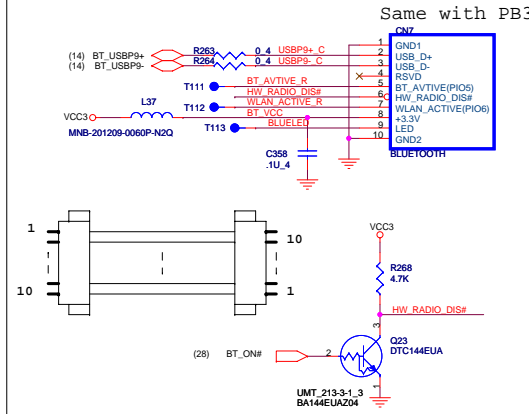 Same with PB3
CN7
(14) BT_USBP9+ R263 0_4 USBP9+_C 1 GND1
(14) BT_USBP9- R264 0_4 USBP9-_C 2 USB_D+
3 USB_D-
4 RSVD
T111 BT_AVTIVE_R 5 BT_AVTIVE(PIO5)
HW_RADIO_DIS# 6 HW_RADIO_DIS#
T112 WLAN_ACTIVE_R 7 WLAN_ACTIVE(PIO6)
VCC3 L37 BT_VCC 8 +3.3V
T113 BLUELED 9 LED
10 GND2
MNB-201209-0060P-N2Q
BLUETOOTH
C358
.1U_4
1 10
10 1
VCC3
R268
4.7K
HW_RADIO_DIS#
3
Q23
DTC144EUA
(28) BT_ON# 2
1
UMT_213-3-1_3
BA144EUAZ04